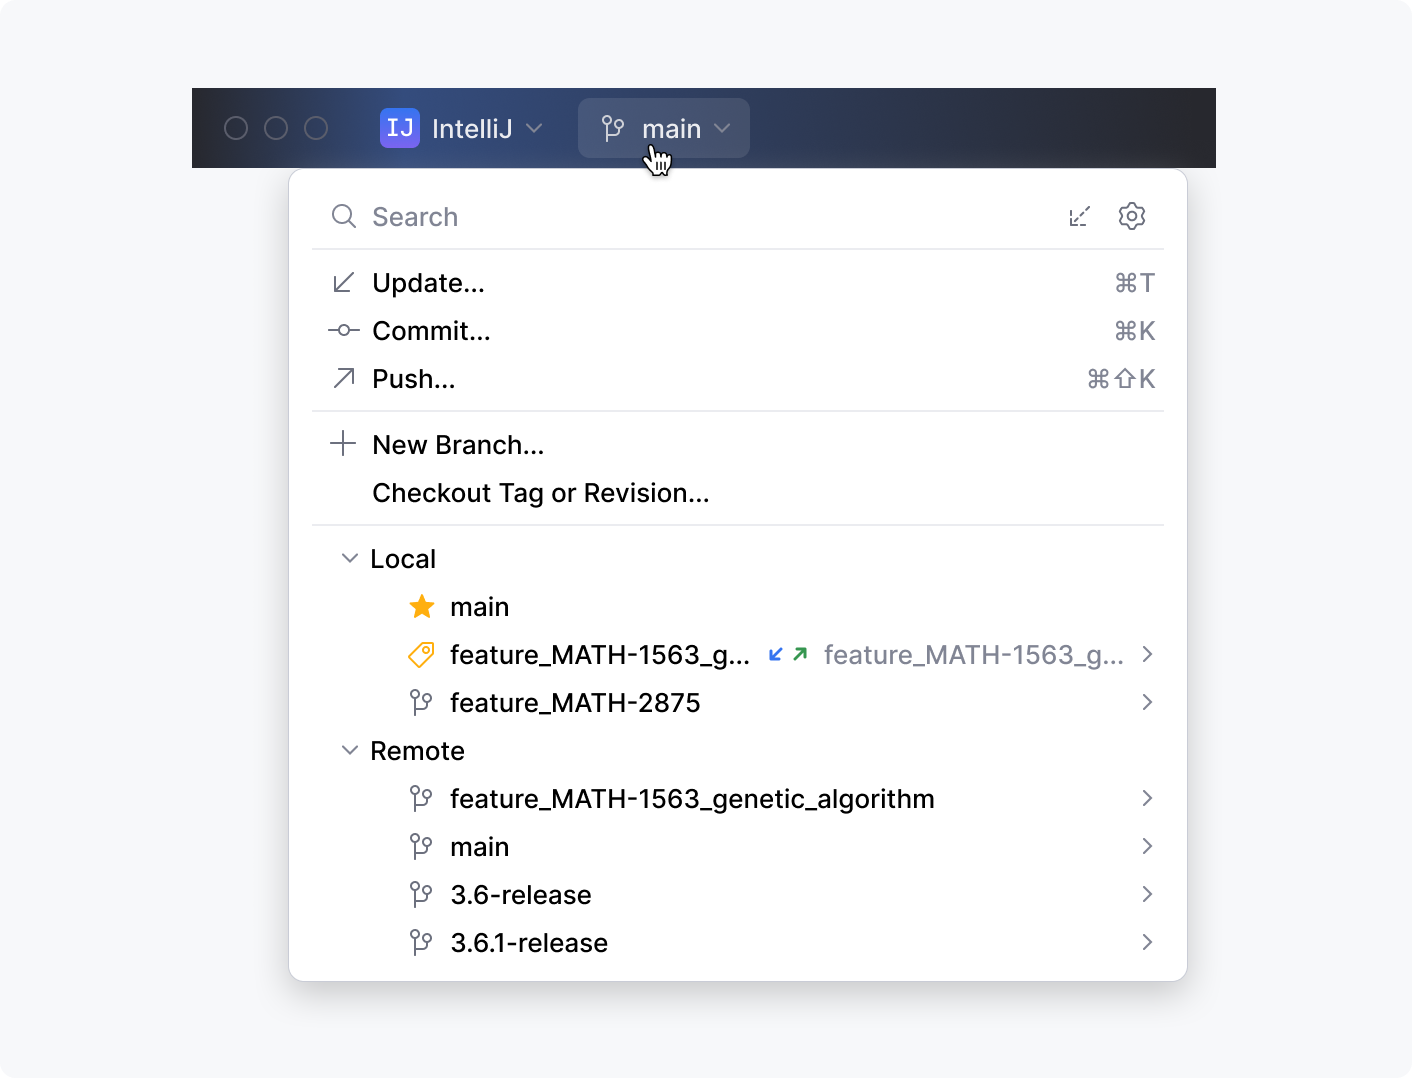 IJ IntelliJ main
Search
Update... ⌘T
Commit... ⌘K
Push... ⌘⇧K
New Branch...
Checkout Tag or Revision...
Local
main
feature_MATH-1563_g... feature_MATH-1563_g...
feature_MATH-2875
Remote
feature_MATH-1563_genetic_algorithm
main
3.6-release
3.6.1-release